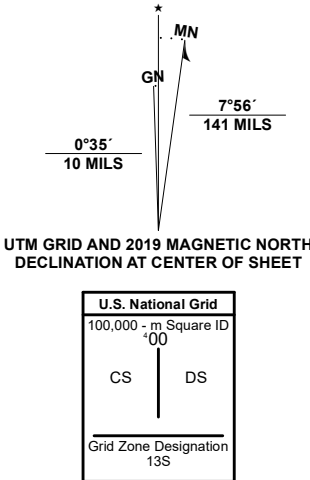 ★
MN
GN
7°56´
141 MILS
0°35´
10 MILS
UTM GRID AND 2019 MAGNETIC NORTH
DECLINATION AT CENTER OF SHEET
U.S. National Grid
100,000 - m Square ID
⁴00
CS DS
Grid Zone Designation
13S